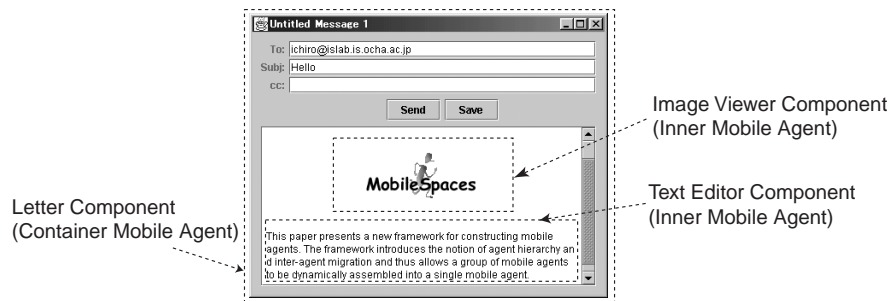 Untitled Message 1
To: ichiro@islab.is.ocha.ac.jp
Subj: Hello
cc:
Send Save
MobileSpaces
This paper presents a new framework for constructing mobile
agents. The framework introduces the notion of agent hierarchy an
d inter-agent migration and thus allows a group of mobile agents
to be dynamically assembled into a single mobile agent.
Image Viewer Component
(Inner Mobile Agent)
Text Editor Component
(Inner Mobile Agent)
Letter Component
(Container Mobile Agent)